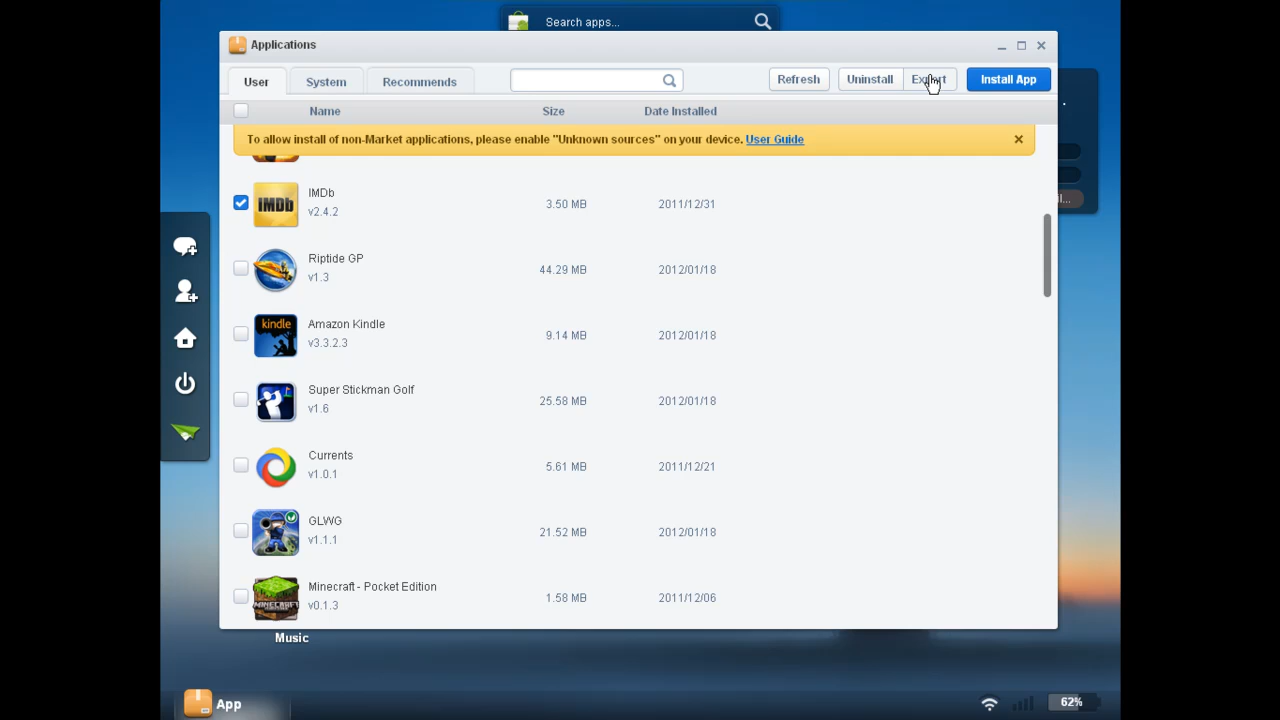 Search apps...
Applications
User System Recommends Refresh Uninstall Export Install App
Name Size Date Installed
To allow install of non-Market applications, please enable "Unknown sources" on your device. User Guide
IMDb
IMDb 3.50 MB 2011/12/31
v2.4.2
Riptide GP
44.29 MB 2012/01/18
v1.3
kindle Amazon Kindle
9.14 MB 2012/01/18
v3.3.2.3
Super Stickman Golf
25.58 MB 2012/01/18
v1.6
Currents
5.61 MB 2011/12/21
v1.0.1
GLWG
21.52 MB 2012/01/18
v1.1.1
Minecraft - Pocket Edition
MINECRAFT 1.58 MB 2011/12/06
v0.1.3
Music
App 62%